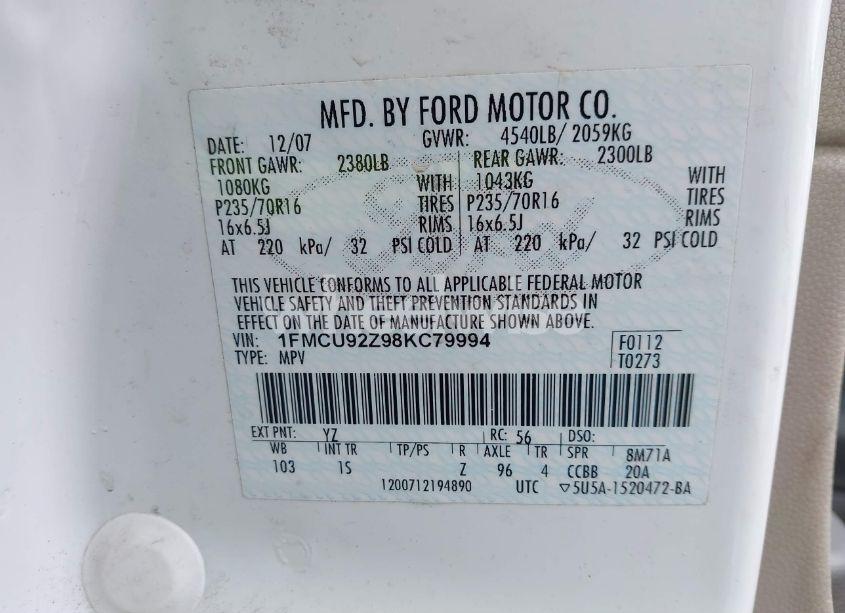 MFD. BY FORD MOTOR CO.
DATE: 12/07 GVWR: 4540LB/ 2059KG
FRONT GAWR: 2380LB REAR GAWR: 2300LB
1080KG WITH 1043KG WITH
P235/70R16 TIRES P235/70R16 TIRES
16x6.5J RIMS 16x6.5J RIMS
AT 220 kPa/ 32 PSI COLD AT 220 kPa/ 32 PSI COLD
THIS VEHICLE CONFORMS TO ALL APPLICABLE FEDERAL MOTOR
VEHICLE SAFETY AND THEFT PREVENTION STANDARDS IN
EFFECT ON THE DATE OF MANUFACTURE SHOWN ABOVE.
VIN: 1FMCU92Z98KC79994 F0112
TYPE: MPV T0273
EXT PNT: YZ RC: 56 DSO:
WB INT TR TP/PS R AXLE TR SPR 8M71A
103 1S Z 96 4 CCBB 20A
1200712194890 UTC ▽5U5A-1520472-BA